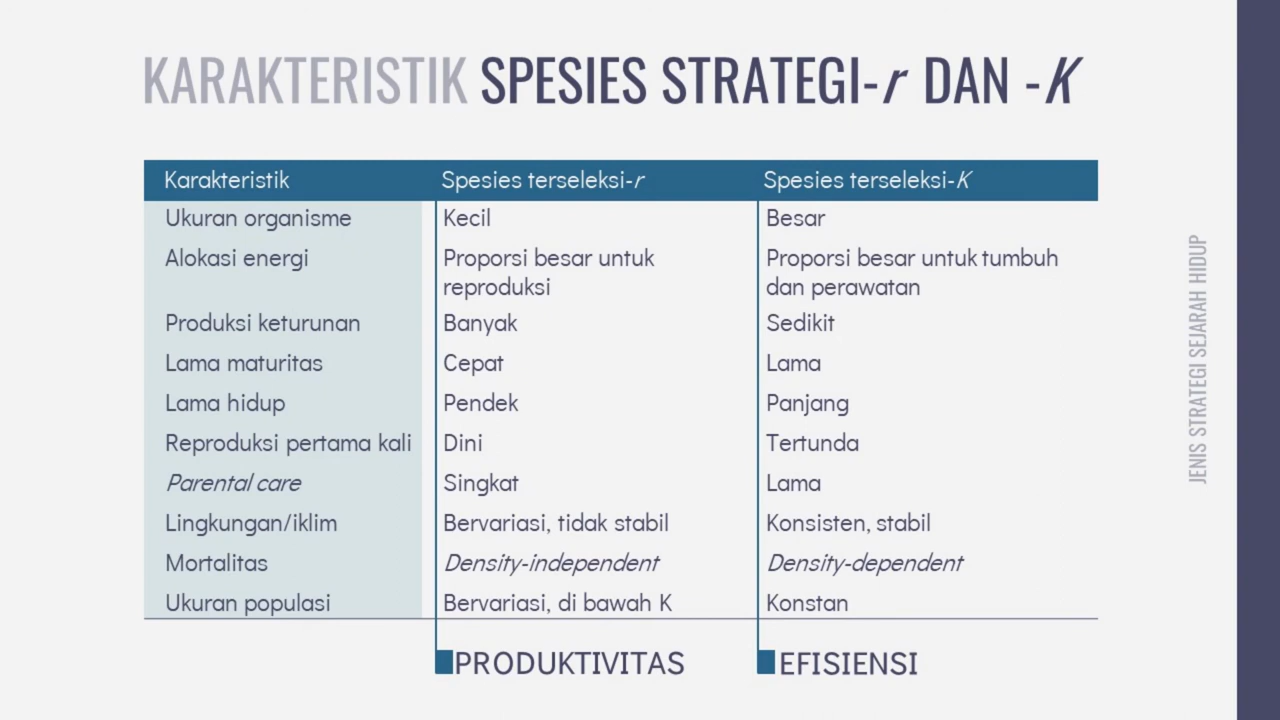 KARAKTERISTIK SPESIES STRATEGI-r DAN -K
Karakteristik Spesies terseleksi-r Spesies terseleksi-K
Ukuran organisme Kecil Besar
Alokasi energi Proporsi besar untuk Proporsi besar untuk tumbuh
reproduksi dan perawatan
Produksi keturunan Banyak Sedikit
Lama maturitas Cepat Lama
Lama hidup Pendek Panjang
Reproduksi pertama kali Dini Tertunda
Parental care Singkat Lama
Lingkungan/iklim Bervariasi, tidak stabil Konsisten, stabil
Mortalitas Density-independent Density-dependent
Ukuran populasi Bervariasi, di bawah K Konstan
PRODUKTIVITAS EFISIENSI
JENIS STRATEGI SEJARAH HIDUP